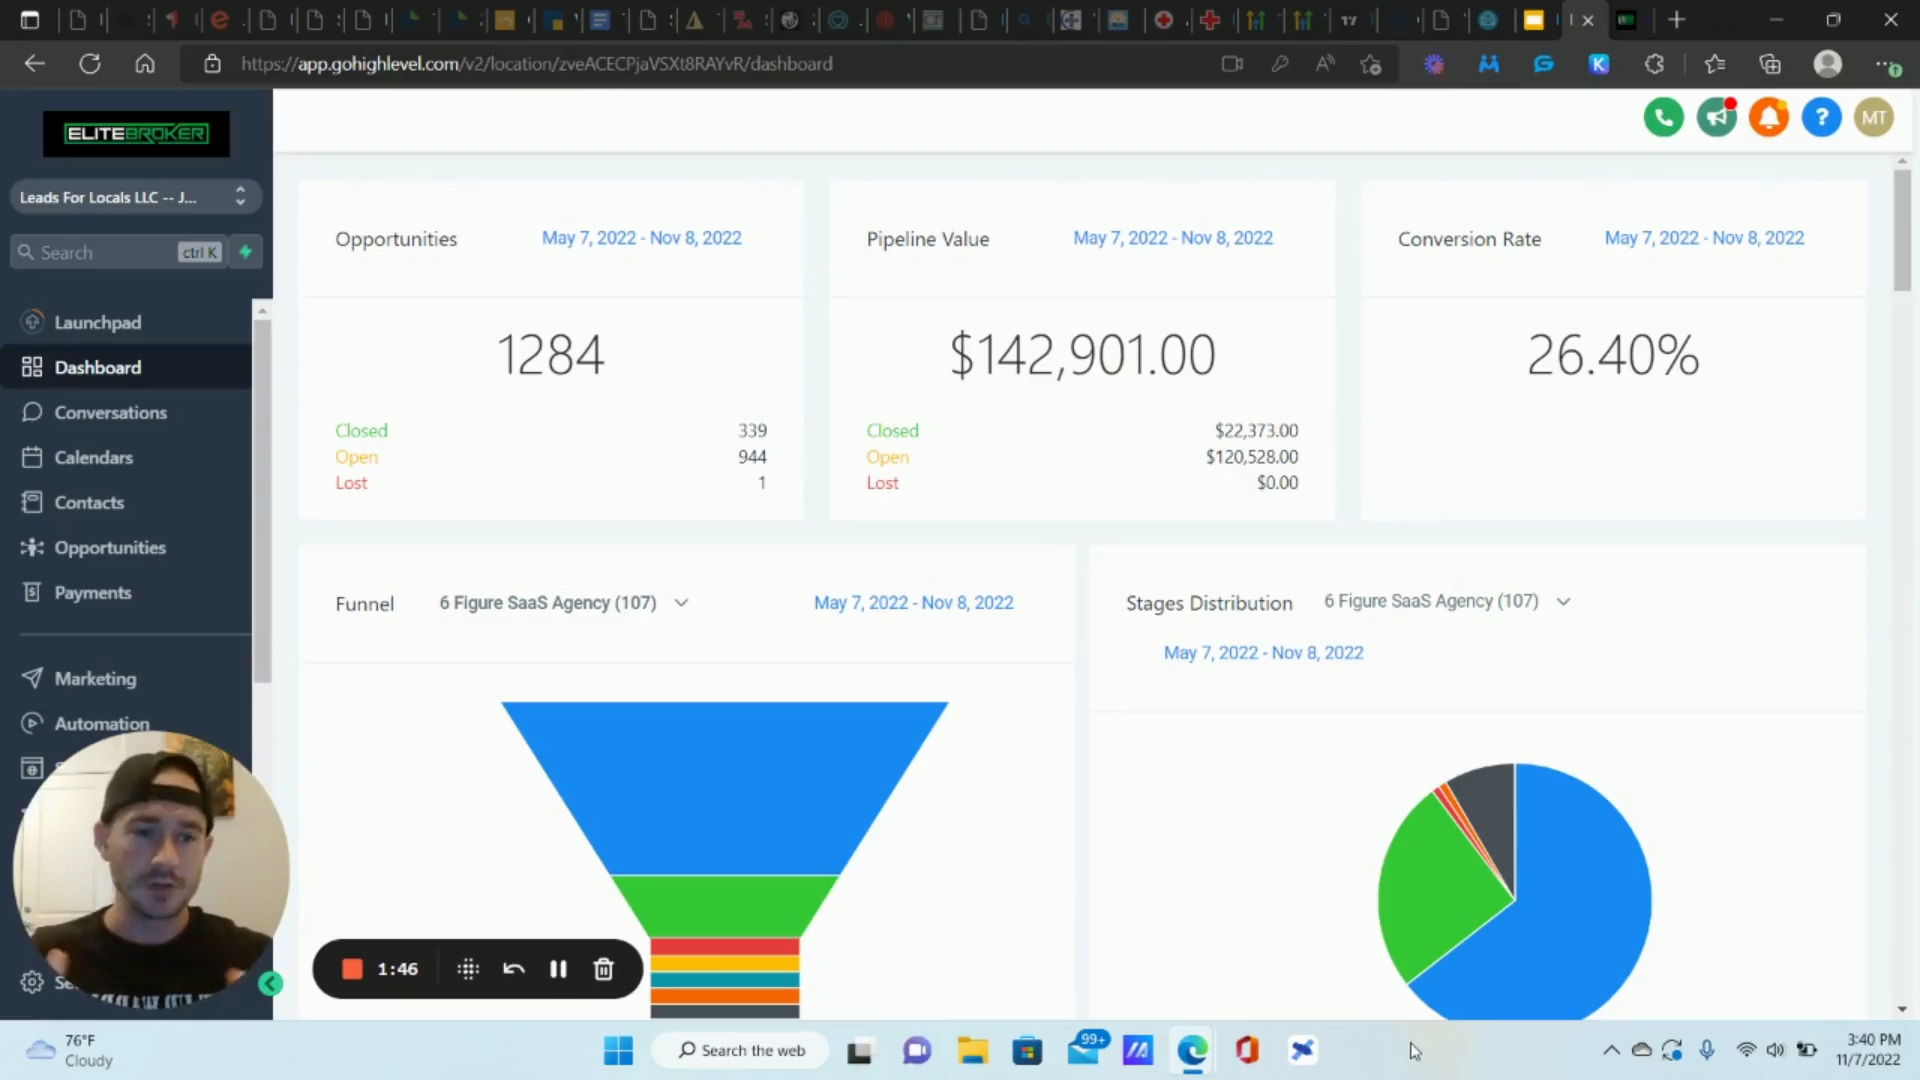 https://app.gohighlevel.com/v2/location/zveACECPjaVSXt8RAYvR/dashboard
ELITEBROKER
MT
Leads For Locals LLC -- J...
Search
ctrl K
Launchpad
Dashboard
Conversations
Calendars
Contacts
Opportunities
Payments
Marketing
Automation
Opportunities
May 7, 2022 - Nov 8, 2022
1284
Closed 339
Open 944
Lost 1
Pipeline Value
May 7, 2022 - Nov 8, 2022
$142,901.00
Closed $22,373.00
Open $120,528.00
Lost $0.00
Conversion Rate
May 7, 2022 - Nov 8, 2022
26.40%
Funnel
6 Figure SaaS Agency (107)
May 7, 2022 - Nov 8, 2022
Stages Distribution
6 Figure SaaS Agency (107)
May 7, 2022 - Nov 8, 2022
1:46
76°F
Cloudy
Search the web
99+
3:40 PM
11/7/2022